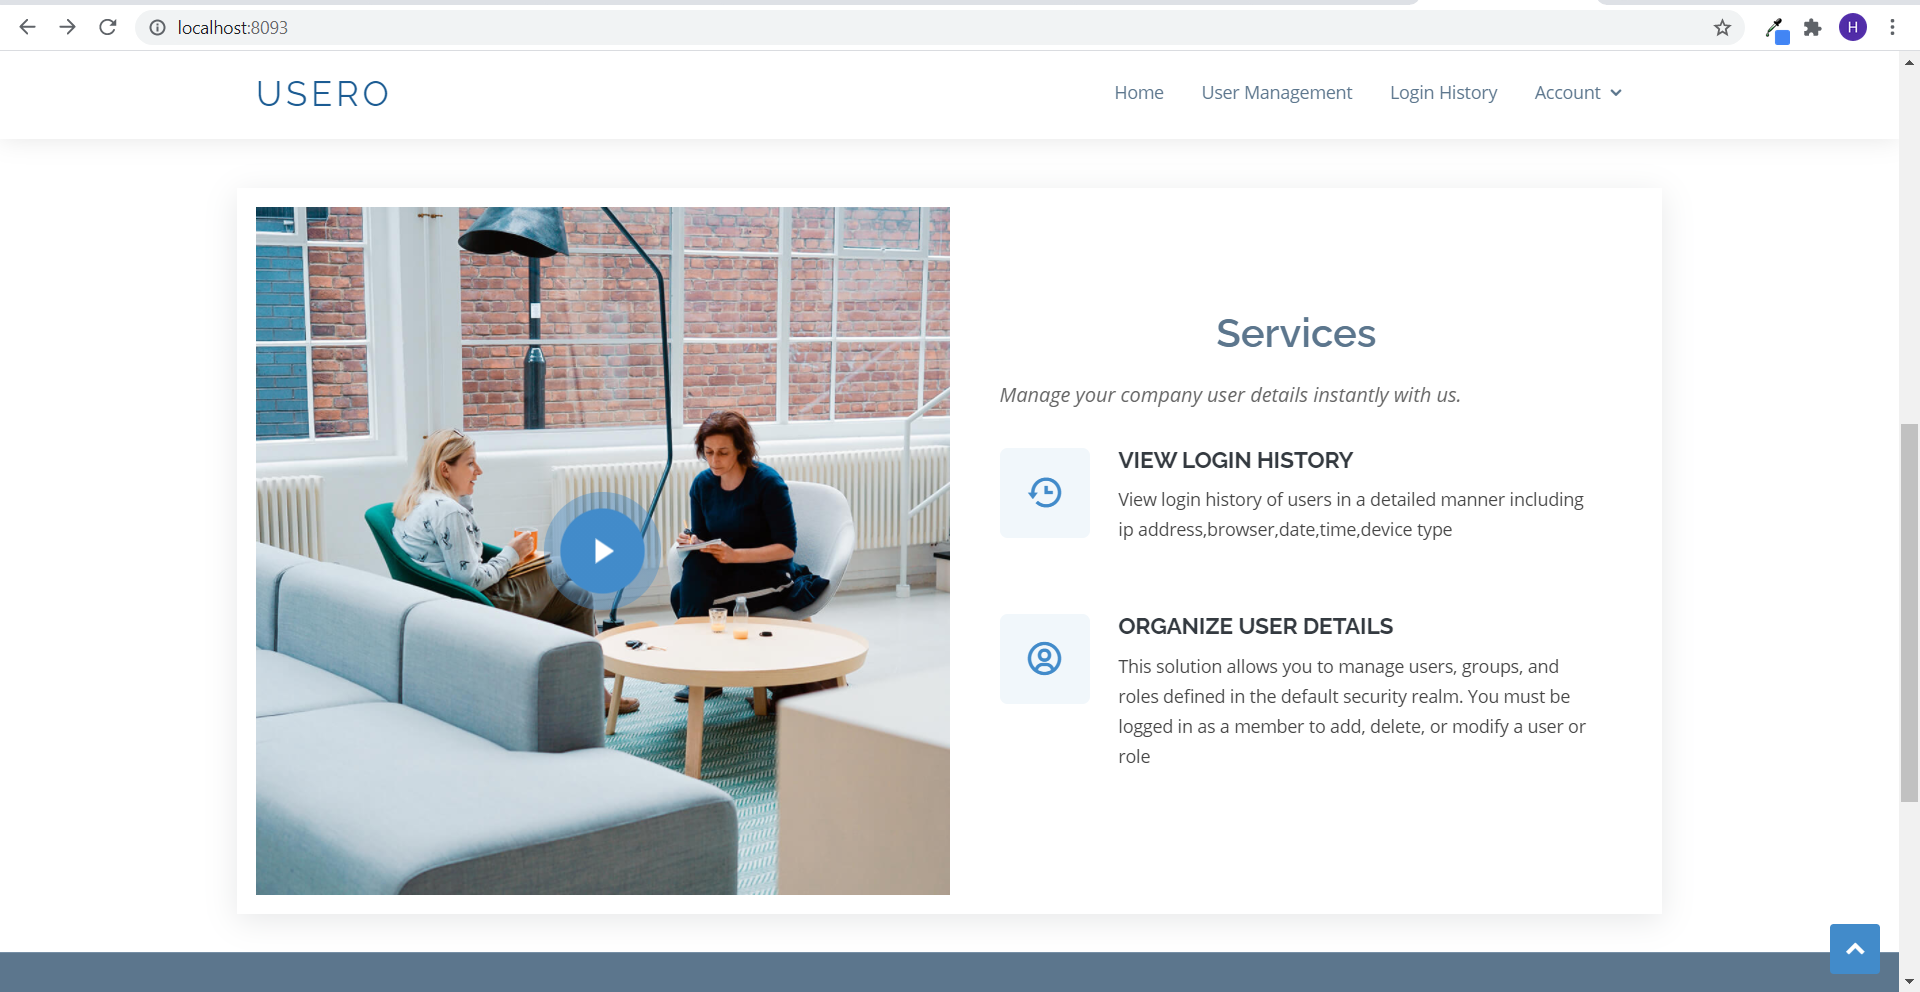 localhost:8093
H
USERO
Home User Management Login History Account
Services
Manage your company user details instantly with us.
VIEW LOGIN HISTORY
View login history of users in a detailed manner including
ip address,browser,date,time,device type
ORGANIZE USER DETAILS
This solution allows you to manage users, groups, and
roles defined in the default security realm. You must be
logged in as a member to add, delete, or modify a user or
role